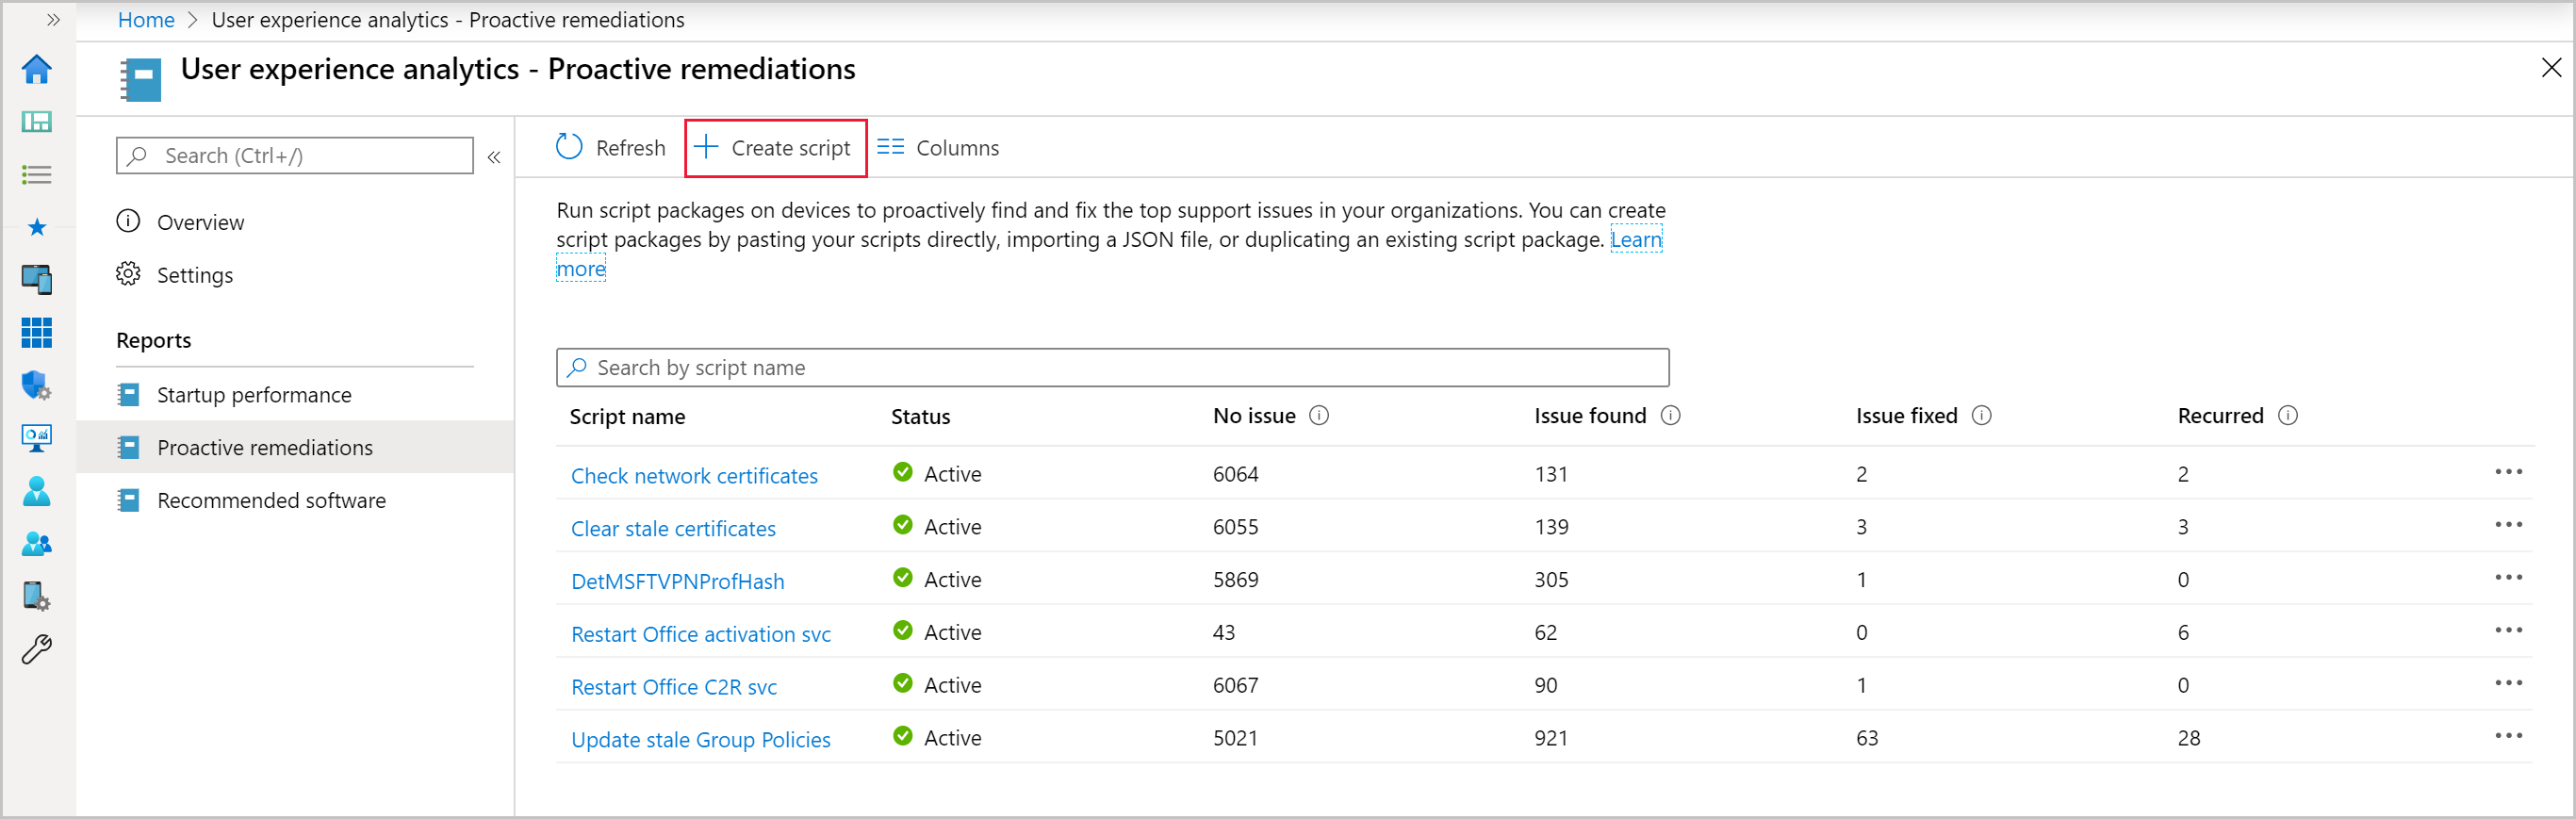 Home > User experience analytics - Proactive remediations
User experience analytics - Proactive remediations
Search (Ctrl+/)
Overview
Settings
Reports
Startup performance
Proactive remediations
Recommended software
Refresh
Create script
Columns
Run script packages on devices to proactively find and fix the top support issues in your organizations. You can create
script packages by pasting your scripts directly, importing a JSON file, or duplicating an existing script package. Learn
more
Search by script name
Script name Status No issue Issue found Issue fixed Recurred
Check network certificates Active 6064 131 2 2
Clear stale certificates Active 6055 139 3 3
DetMSFTVPNProfHash Active 5869 305 1 0
Restart Office activation svc Active 43 62 0 6
Restart Office C2R svc Active 6067 90 1 0
Update stale Group Policies Active 5021 921 63 28